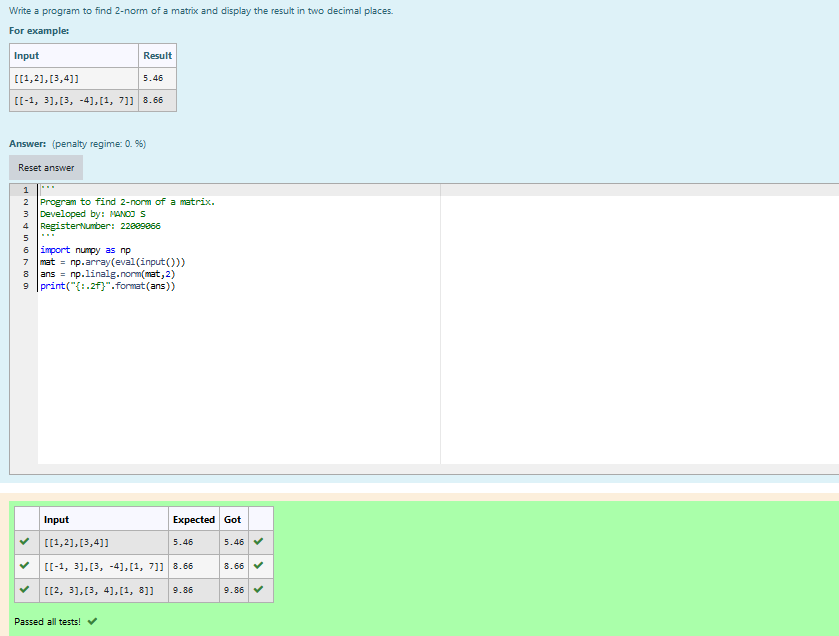 Write a program to find 2-norm of a matrix and display the result in two decimal places.
For example:
Input Result
[[1,2],[3,4]] 5.46
[[-1, 3],[3, -4],[1, 7]] 8.66
Answer: (penalty regime: 0. %)
Reset answer
1 '''
2 Program to find 2-norm of a matrix.
3 Developed by: MANOJ S
4 RegisterNumber: 22009066
5 '''
6 import numpy as np
7 mat = np.array(eval(input()))
8 ans = np.linalg.norm(mat,2)
9 print("{:.2f}".format(ans))
Input Expected Got
[[1,2],[3,4]] 5.46 5.46
[[-1, 3],[3, -4],[1, 7]] 8.66 8.66
[[2, 3],[3, 4],[1, 8]] 9.86 9.86
Passed all tests!